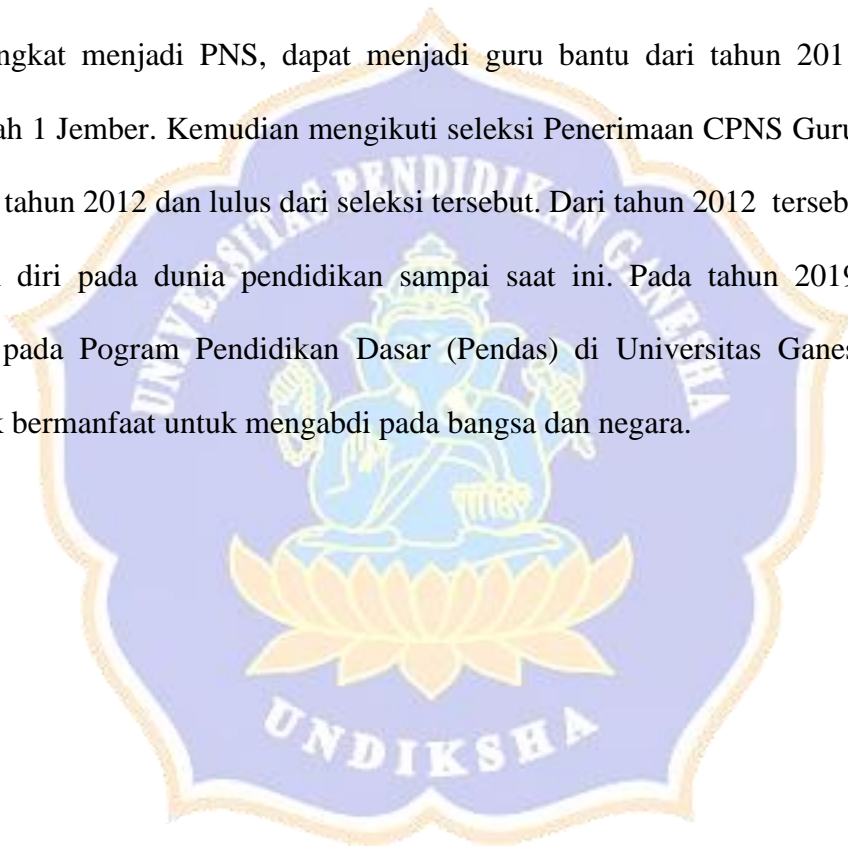 ngkat menjadi PNS, dapat menjadi guru bantu dari tahun 201
ah 1 Jember. Kemudian mengikuti seleksi Penerimaan CPNS Guru
tahun 2012 dan lulus dari seleksi tersebut. Dari tahun 2012 terseb
diri pada dunia pendidikan sampai saat ini. Pada tahun 2019
pada Pogram Pendidikan Dasar (Pendas) di Universitas Ganes
k bermanfaat untuk mengabdi pada bangsa dan negara.
UNIVERSITAS PENDIDIKAN GANESHA
UNDIKSHA